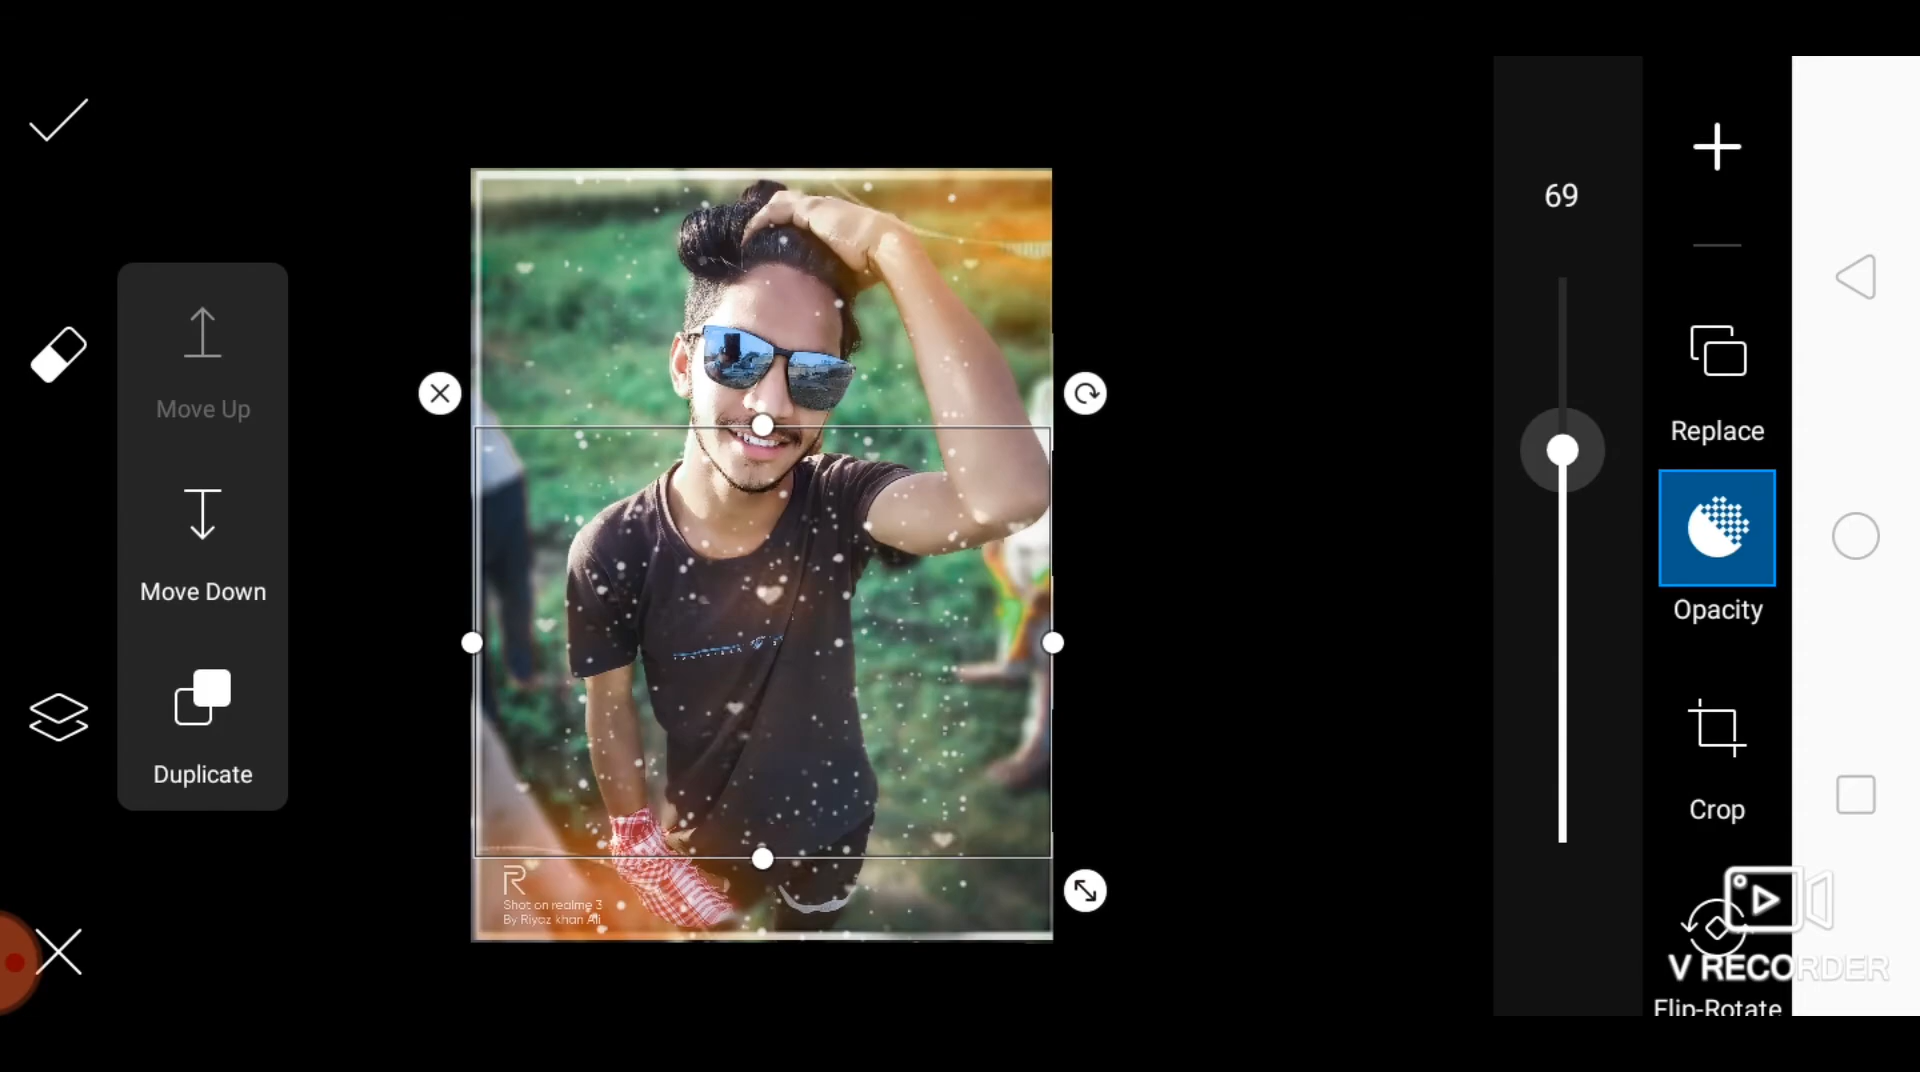 69
Move Up
Replace
Move Down
Opacity
Duplicate
Crop
Shot on realme 3
By Riyaz khan Ali
V RECORDER
Flip-Rotate